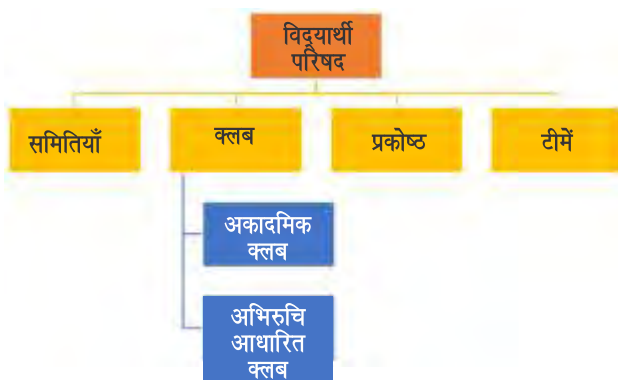 विद्यार्थी
परिषद
समितियाँ
क्लब
प्रकोष्ठ
टीमें
अकादमिक
क्लब
अभिरुचि
आधारित
क्लब